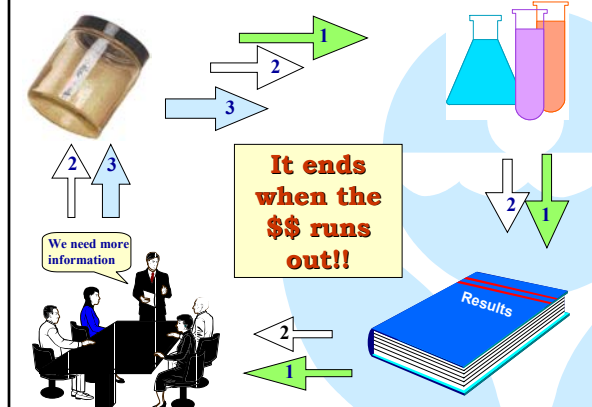 1
2
3
2 3
It ends
when the
$$ runs
out!!
2 1
We need more
information
Results
2
1